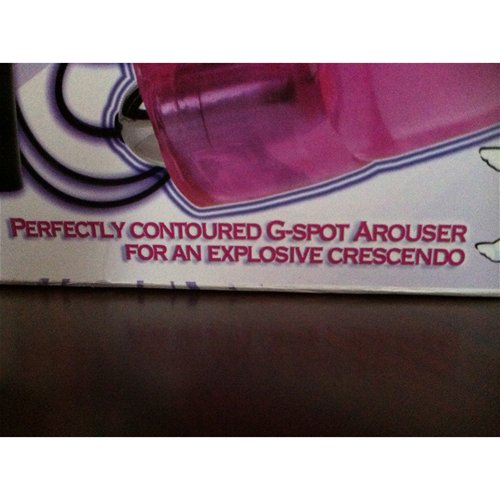 PERFECTLY CONTOURED G-SPOT AROUSER
FOR AN EXPLOSIVE CRESCENDO